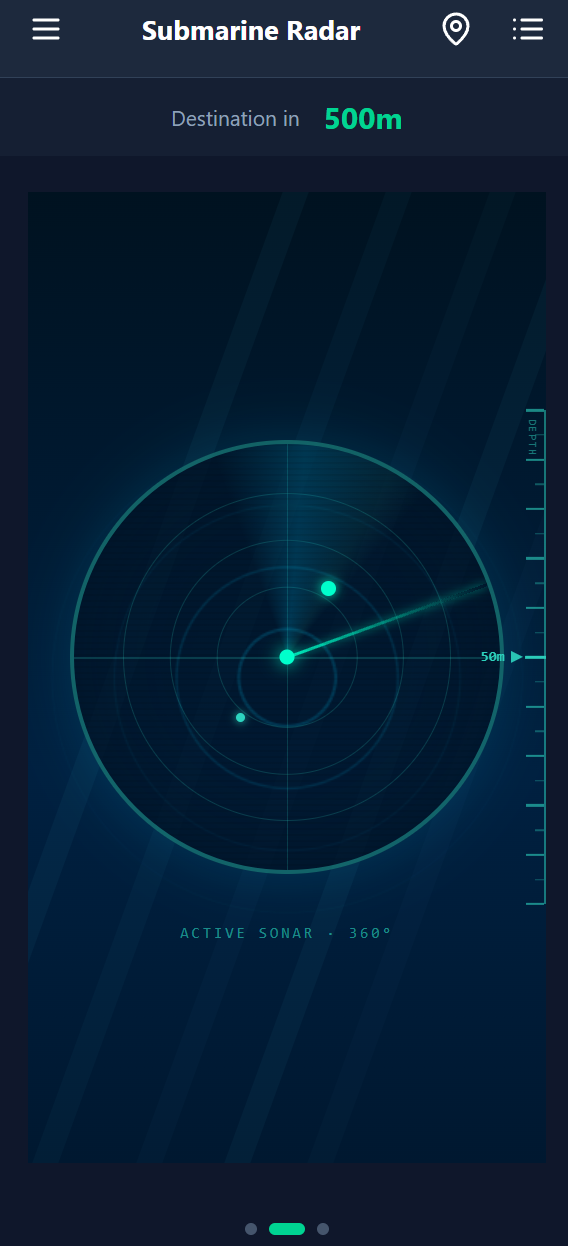 Submarine Radar
Destination in 500m
DEPTH
50m
ACTIVE SONAR · 360°